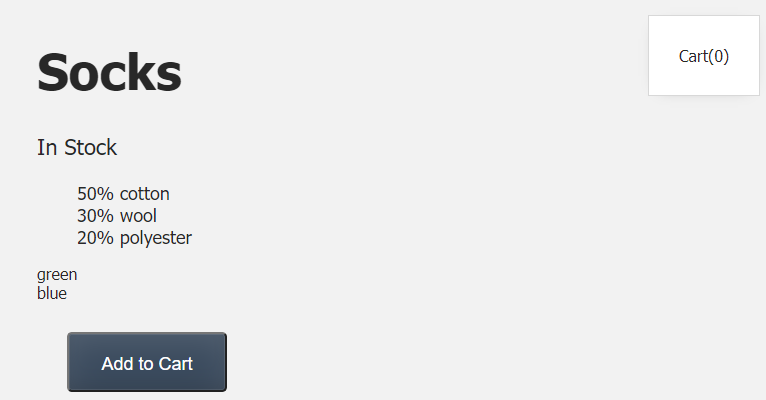 Cart(0)
Socks
In Stock
50% cotton
30% wool
20% polyester
green
blue
Add to Cart